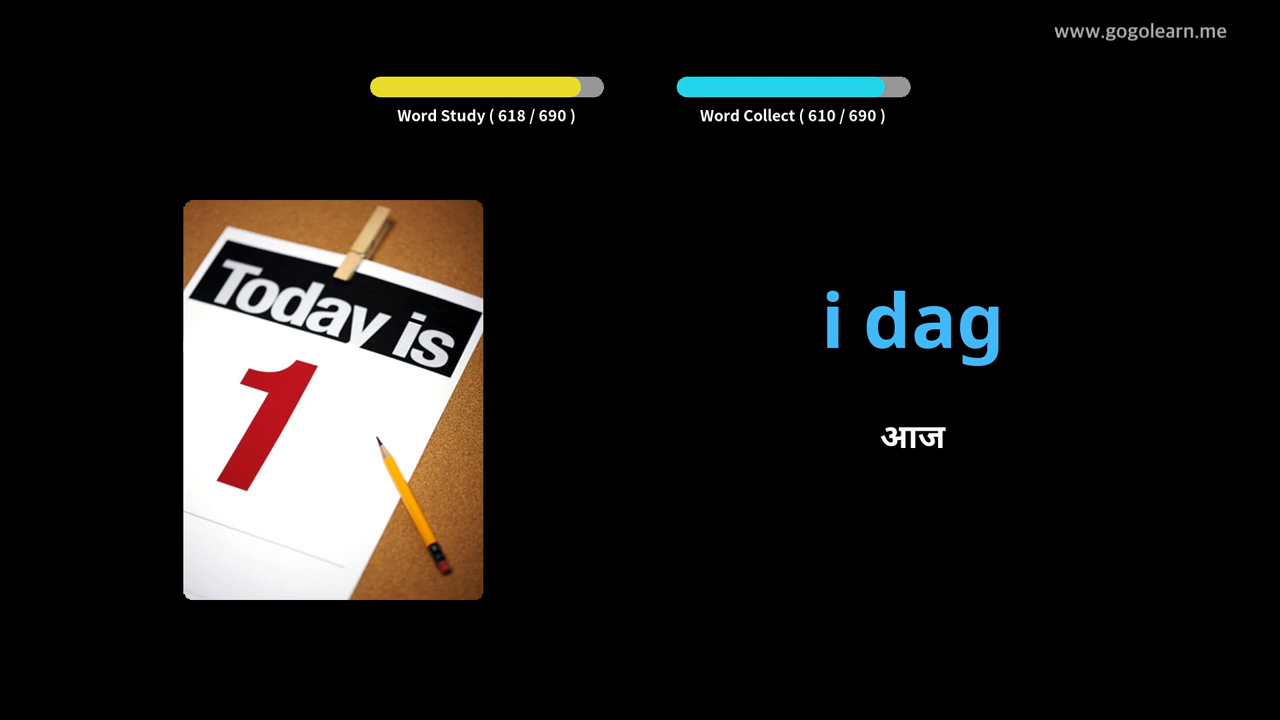 www.gogolearn.me
Word Study ( 618 / 690 )
Word Collect ( 610 / 690 )
Today is
1
i dag
आज